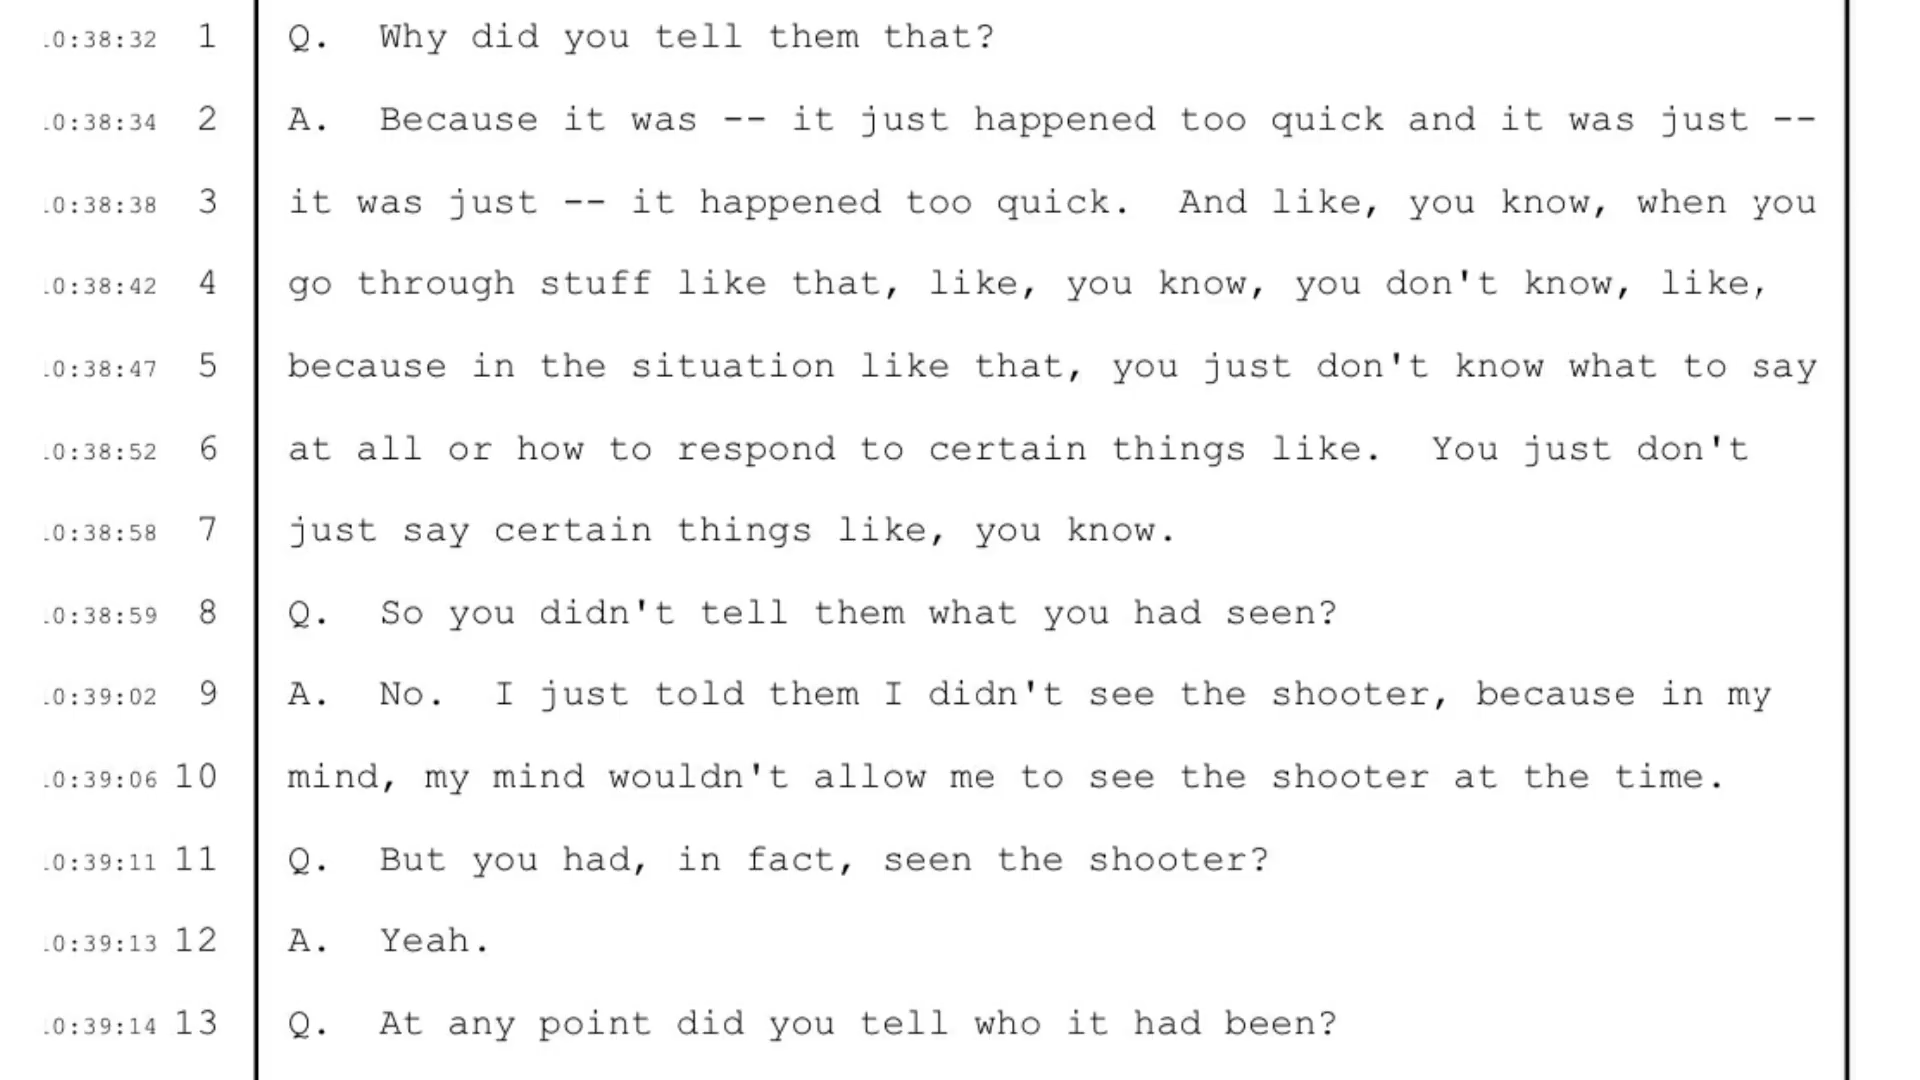 .0:38:32 1 Q. Why did you tell them that?
.0:38:34 2 A. Because it was -- it just happened too quick and it was just --
.0:38:38 3 it was just -- it happened too quick. And like, you know, when you
.0:38:42 4 go through stuff like that, like, you know, you don't know, like,
.0:38:47 5 because in the situation like that, you just don't know what to say
.0:38:52 6 at all or how to respond to certain things like. You just don't
.0:38:58 7 just say certain things like, you know.
.0:38:59 8 Q. So you didn't tell them what you had seen?
.0:39:02 9 A. No. I just told them I didn't see the shooter, because in my
.0:39:06 10 mind, my mind wouldn't allow me to see the shooter at the time.
.0:39:11 11 Q. But you had, in fact, seen the shooter?
.0:39:13 12 A. Yeah.
.0:39:14 13 Q. At any point did you tell who it had been?